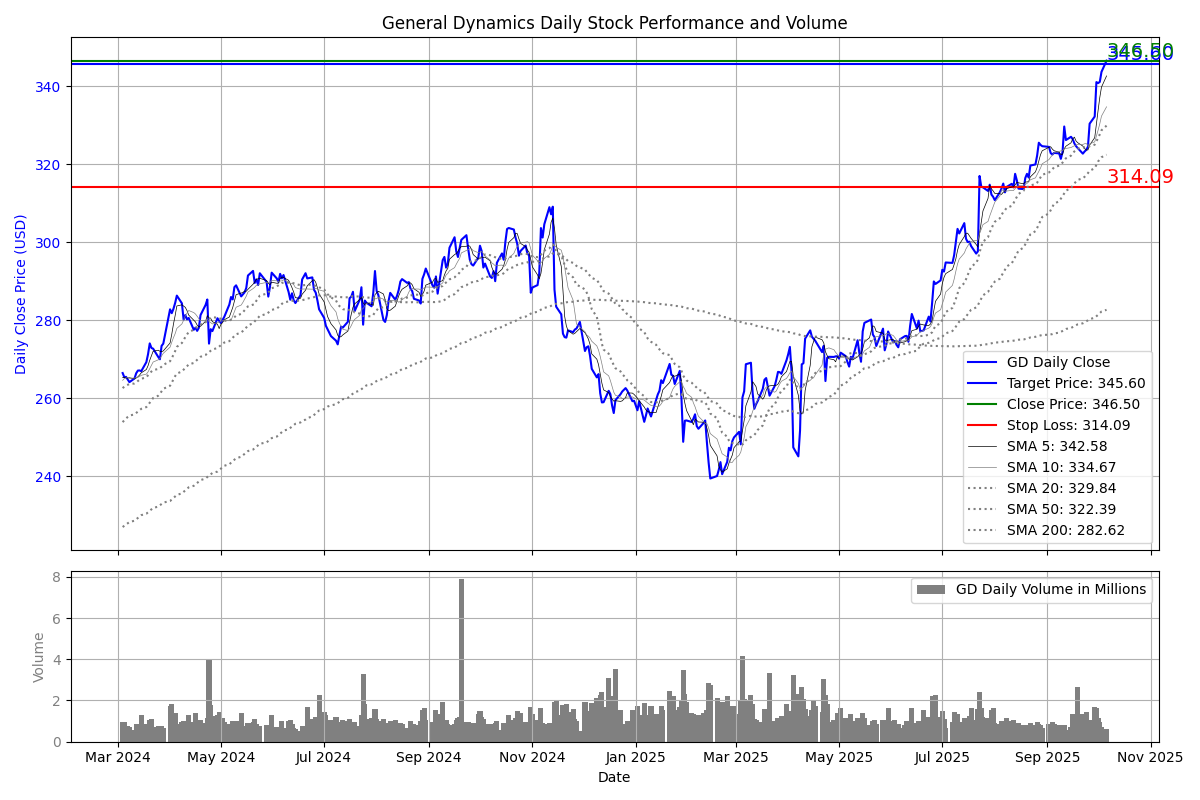 General Dynamics Daily Stock Performance and Volume
Daily Close Price (USD)
340
320
300
280
260
240
346.50
345.60
314.09
GD Daily Close
Target Price: 345.60
Close Price: 346.50
Stop Loss: 314.09
SMA 5: 342.58
SMA 10: 334.67
SMA 20: 329.84
SMA 50: 322.39
SMA 200: 282.62
Volume
8
6
4
2
0
GD Daily Volume in Millions
Mar 2024 May 2024 Jul 2024 Sep 2024 Nov 2024 Jan 2025 Mar 2025 May 2025 Jul 2025 Sep 2025 Nov 2025
Date